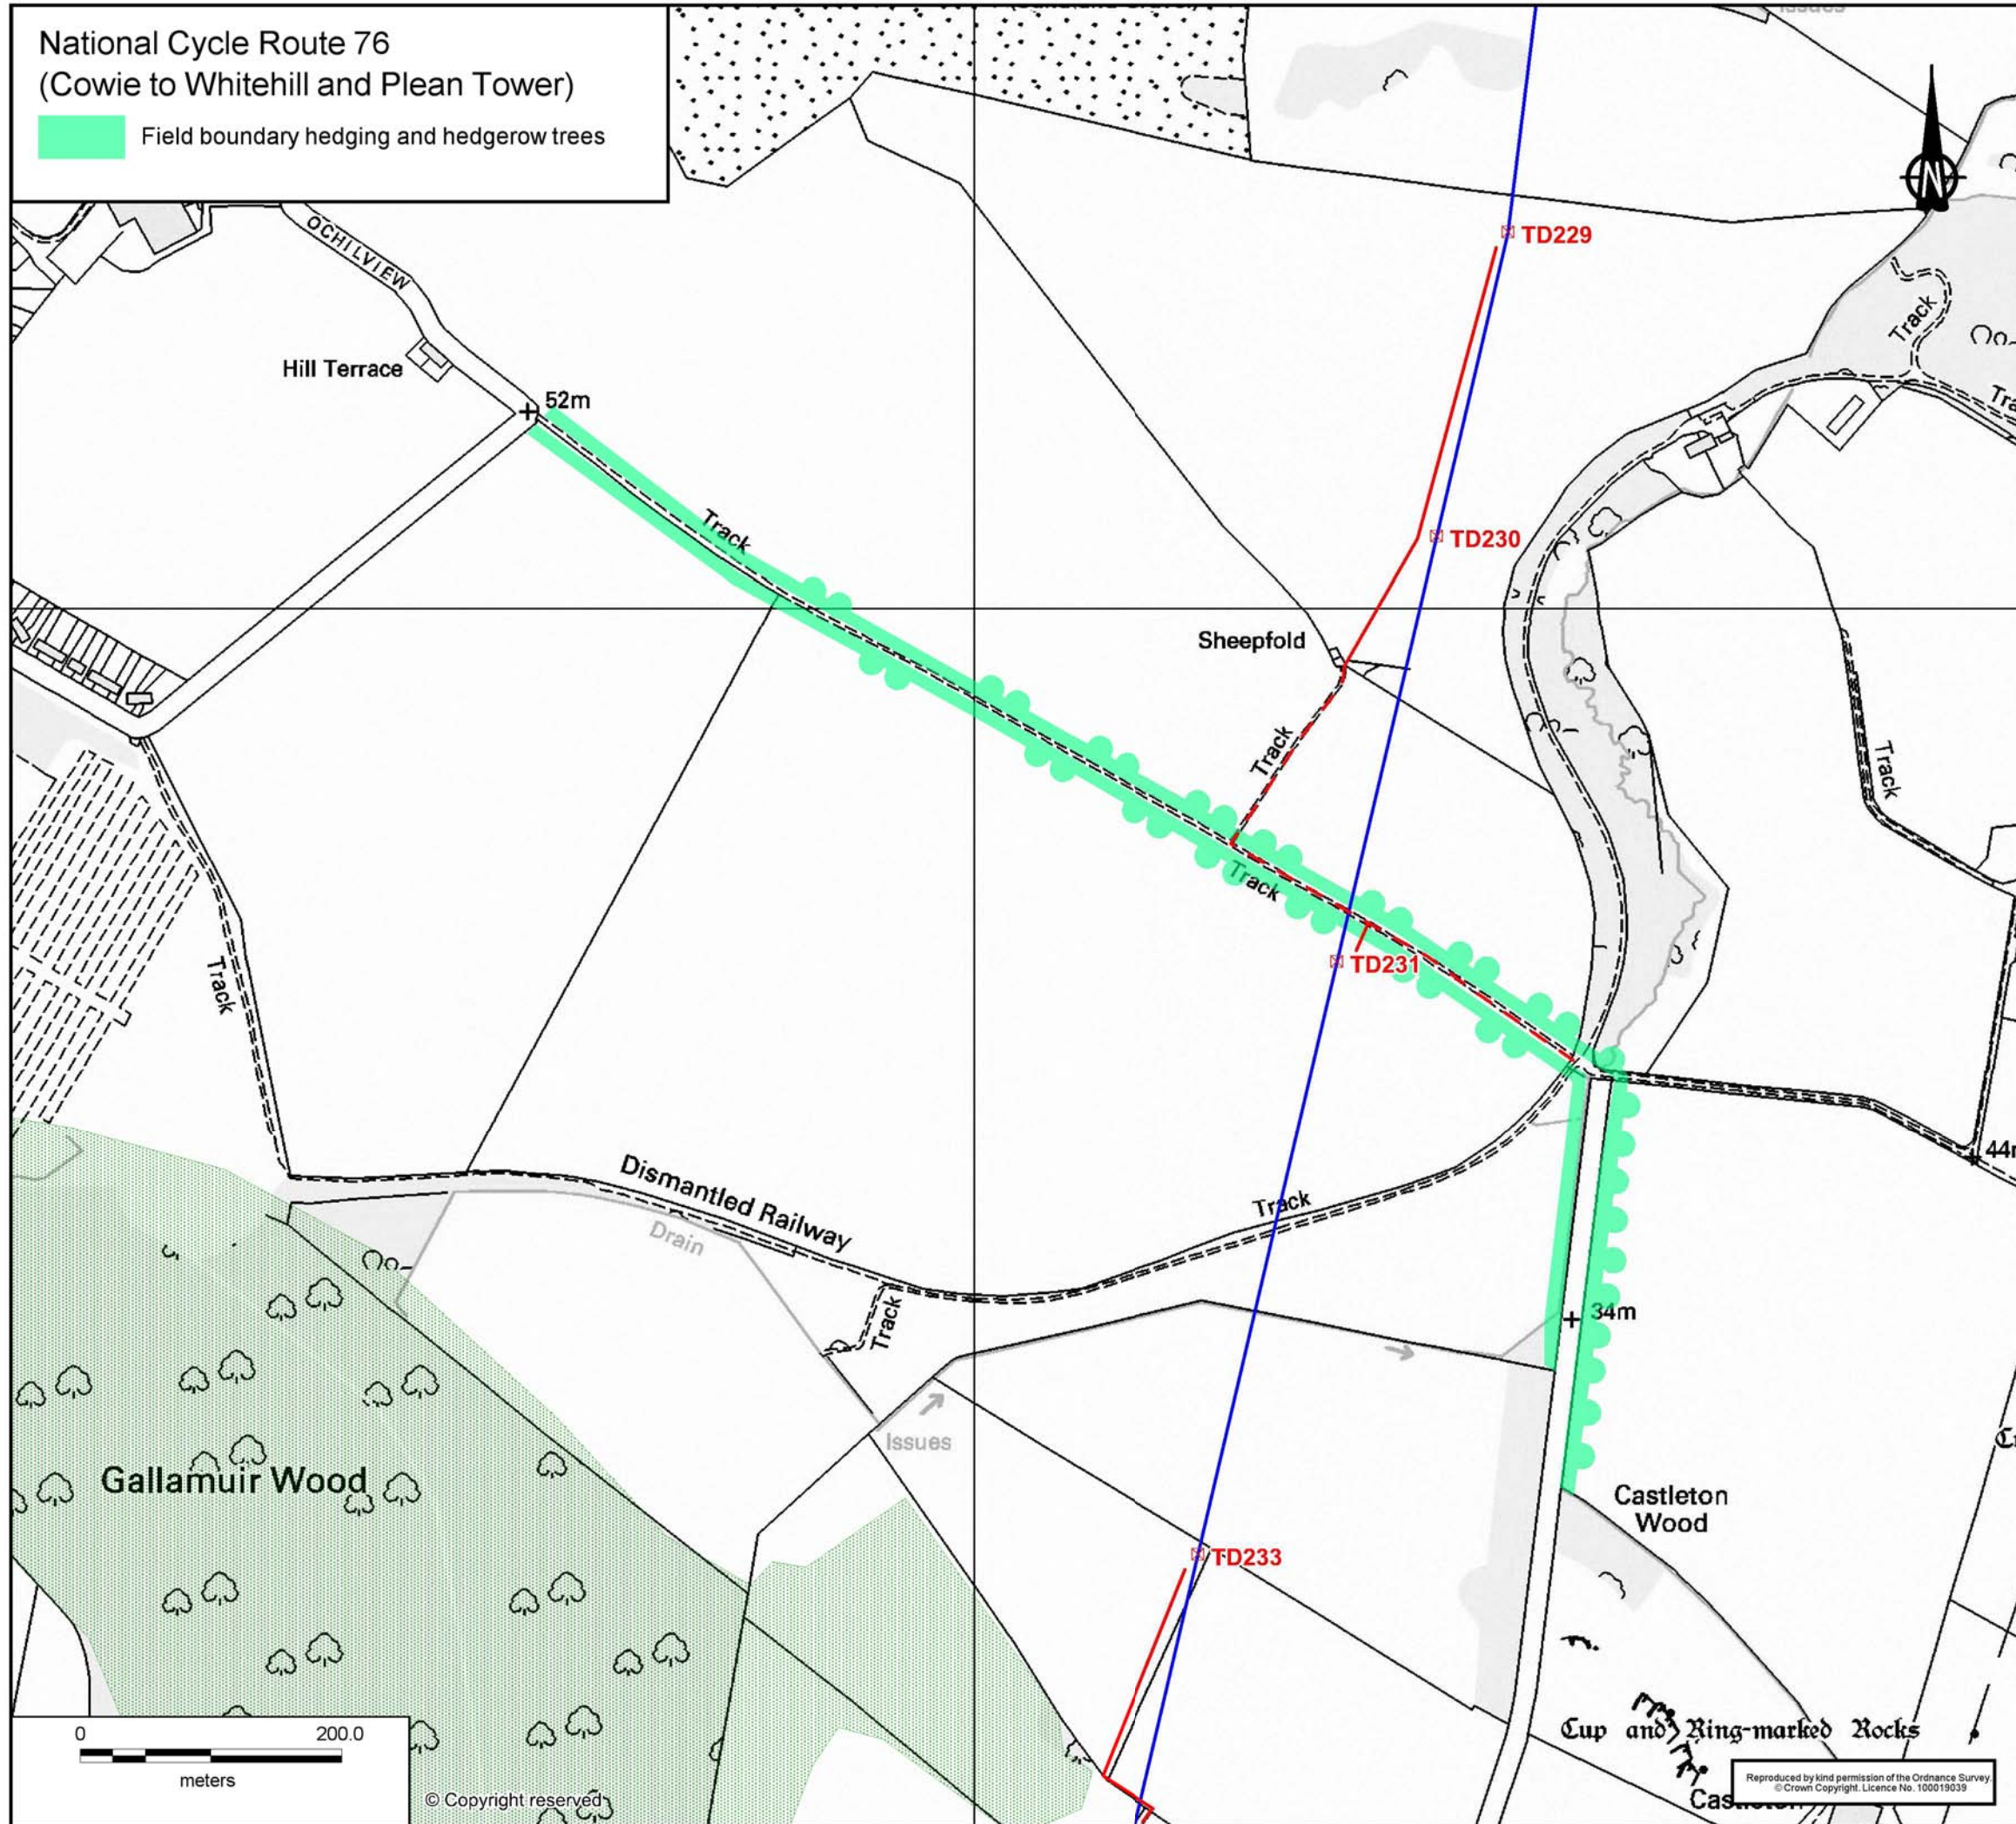 National Cycle Route 76
(Cowie to Whitehill and Plean Tower)
Field boundary hedging and hedgerow trees
N
OCHILVIEW
TD229
Track
Hill Terrace
52m
Track
TD230
Sheepfold
Track
Track
Track
TD231
Track
44m
Dismantled Railway
Drain
Track
Track
34m
Issues
Gallamuir Wood
Castleton
Wood
TD233
Cup and Ring-marked Rocks
0 200.0
meters
© Copyright reserved
Reproduced by kind permission of the Ordnance Survey.
© Crown Copyright. Licence No. 100019039